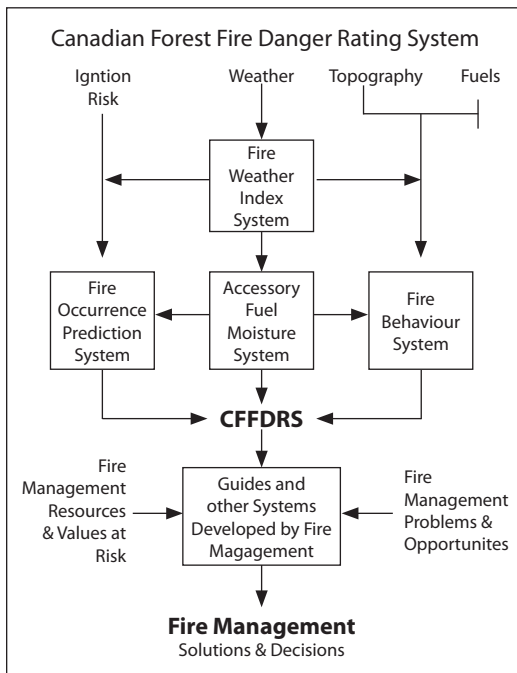 Canadian Forest Fire Danger Rating System
Igntion
Risk
Weather
Topography
Fuels
Fire
Weather
Index
System
Fire
Occurrence
Prediction
System
Accessory
Fuel
Moisture
System
Fire
Behaviour
System
CFFDRS
Fire
Management
Resources
& Values at
Risk
Guides and
other Systems
Developed by Fire
Magagement
Fire
Management
Problems &
Opportunites
Fire Management
Solutions & Decisions